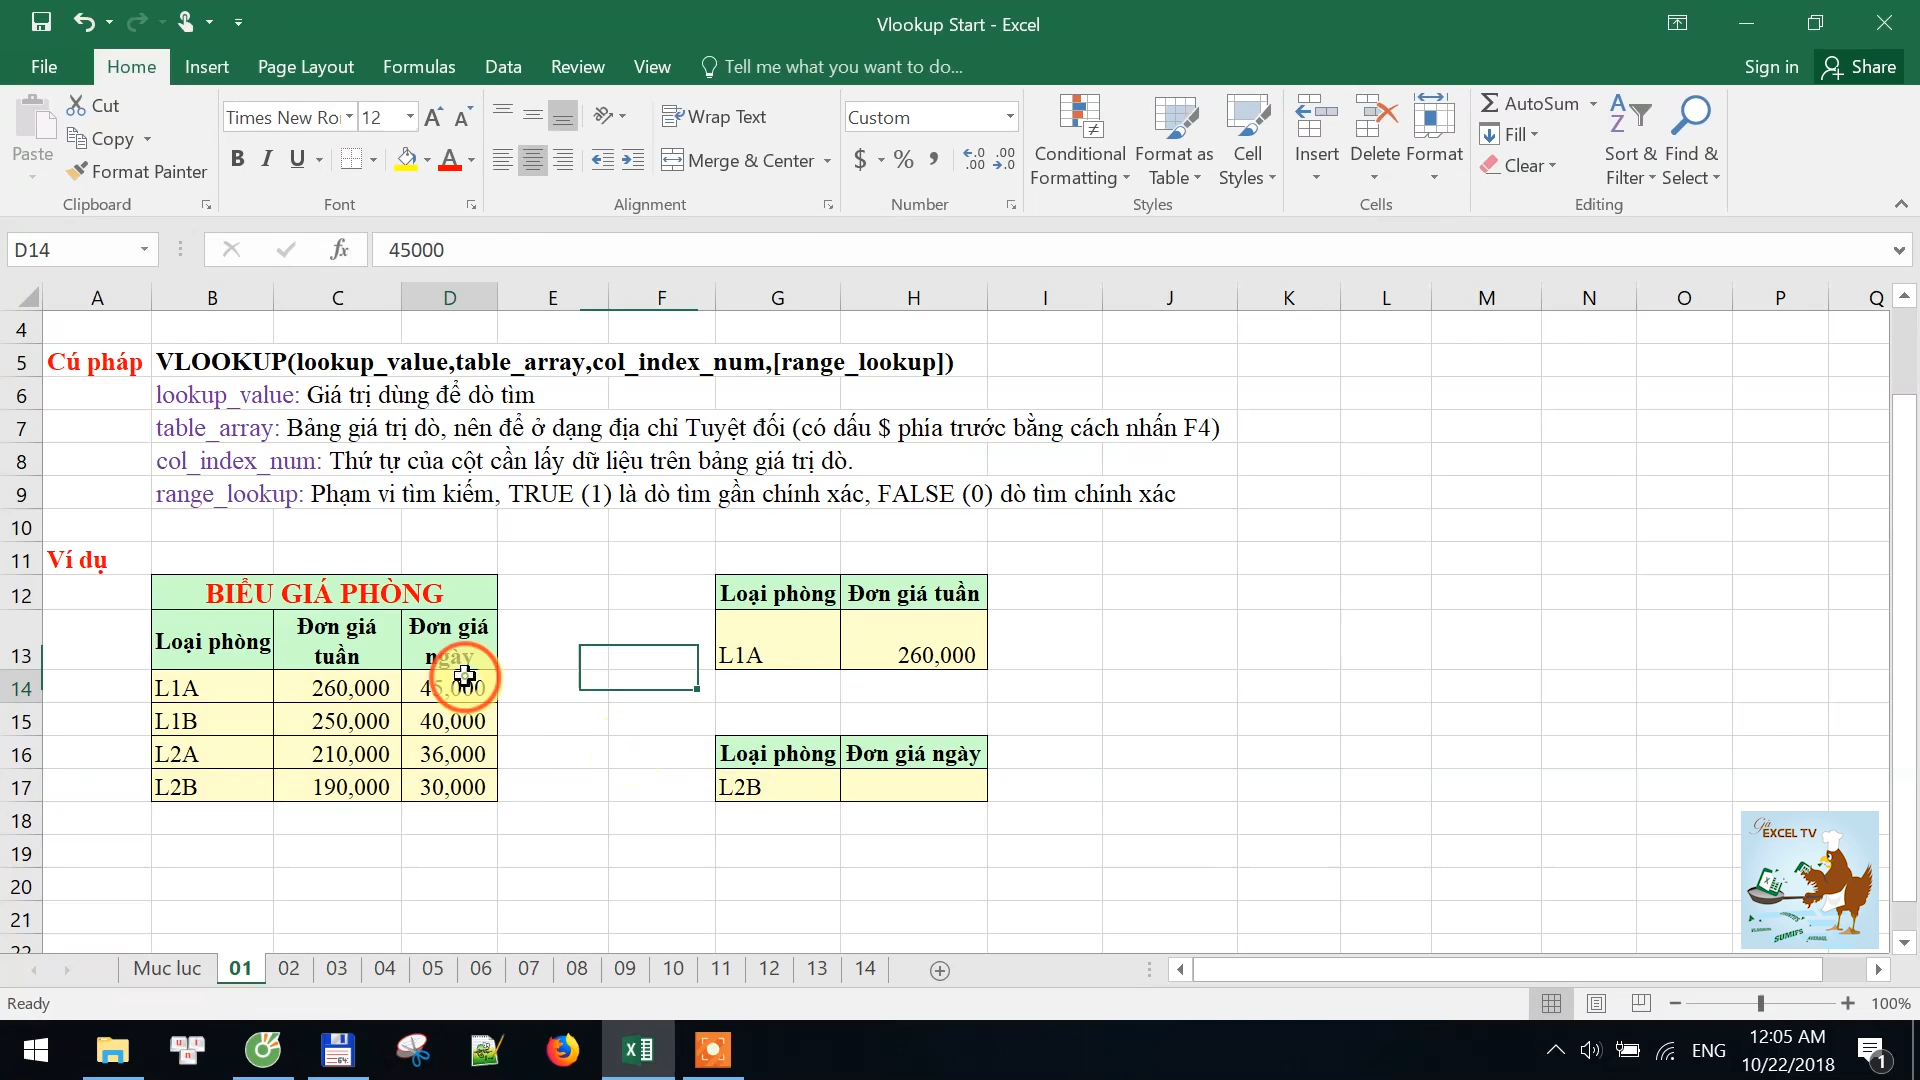 Vlookup Start - Excel
File Home Insert Page Layout Formulas Data Review View Tell me what you want to do... Sign in Share
Paste Cut Copy Format Painter Clipboard
Times New Ro 12 B I U A Font
Wrap Text Merge & Center Alignment
Custom $ % , Number
Conditional Formatting Format as Table Cell Styles Styles
Insert Delete Format Cells
AutoSum Fill Clear Sort & Filter Find & Select Editing
D14 fx 45000
A B C D E F G H I J K L M N O P Q
4
5 Cú pháp VLOOKUP(lookup_value,table_array,col_index_num,[range_lookup])
6 lookup_value: Giá trị dùng để dò tìm
7 table_array: Bảng giá trị dò, nên để ở dạng địa chỉ Tuyệt đối (có dấu $ phía trước bằng cách nhấn F4)
8 col_index_num: Thứ tự của cột cần lấy dữ liệu trên bảng giá trị dò.
9 range_lookup: Phạm vi tìm kiếm, TRUE (1) là dò tìm gần chính xác, FALSE (0) dò tìm chính xác
10
11 Ví dụ
12 BIỂU GIÁ PHÒNG Loại phòng Đơn giá tuần
13 Loại phòng Đơn giá tuần Đơn giá ngày L1A 260,000
14 L1A 260,000 45,000
15 L1B 250,000 40,000
16 L2A 210,000 36,000 Loại phòng Đơn giá ngày
17 L2B 190,000 30,000 L2B
18
19
20
21
22
Gà EXCEL TV
SUMIFS
Muc luc 01 02 03 04 05 06 07 08 09 10 11 12 13 14
Ready 100%
ENG 12:05 AM
10/22/2018 1